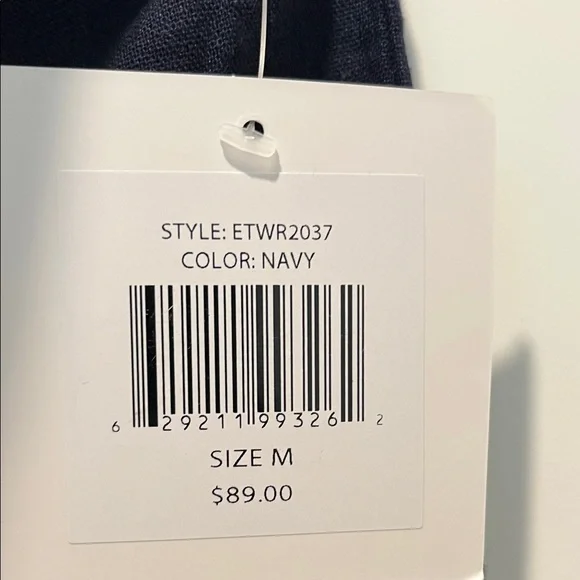 STYLE: ETWR2037
COLOR: NAVY
6 29211 99326 2
SIZE M
$89.00